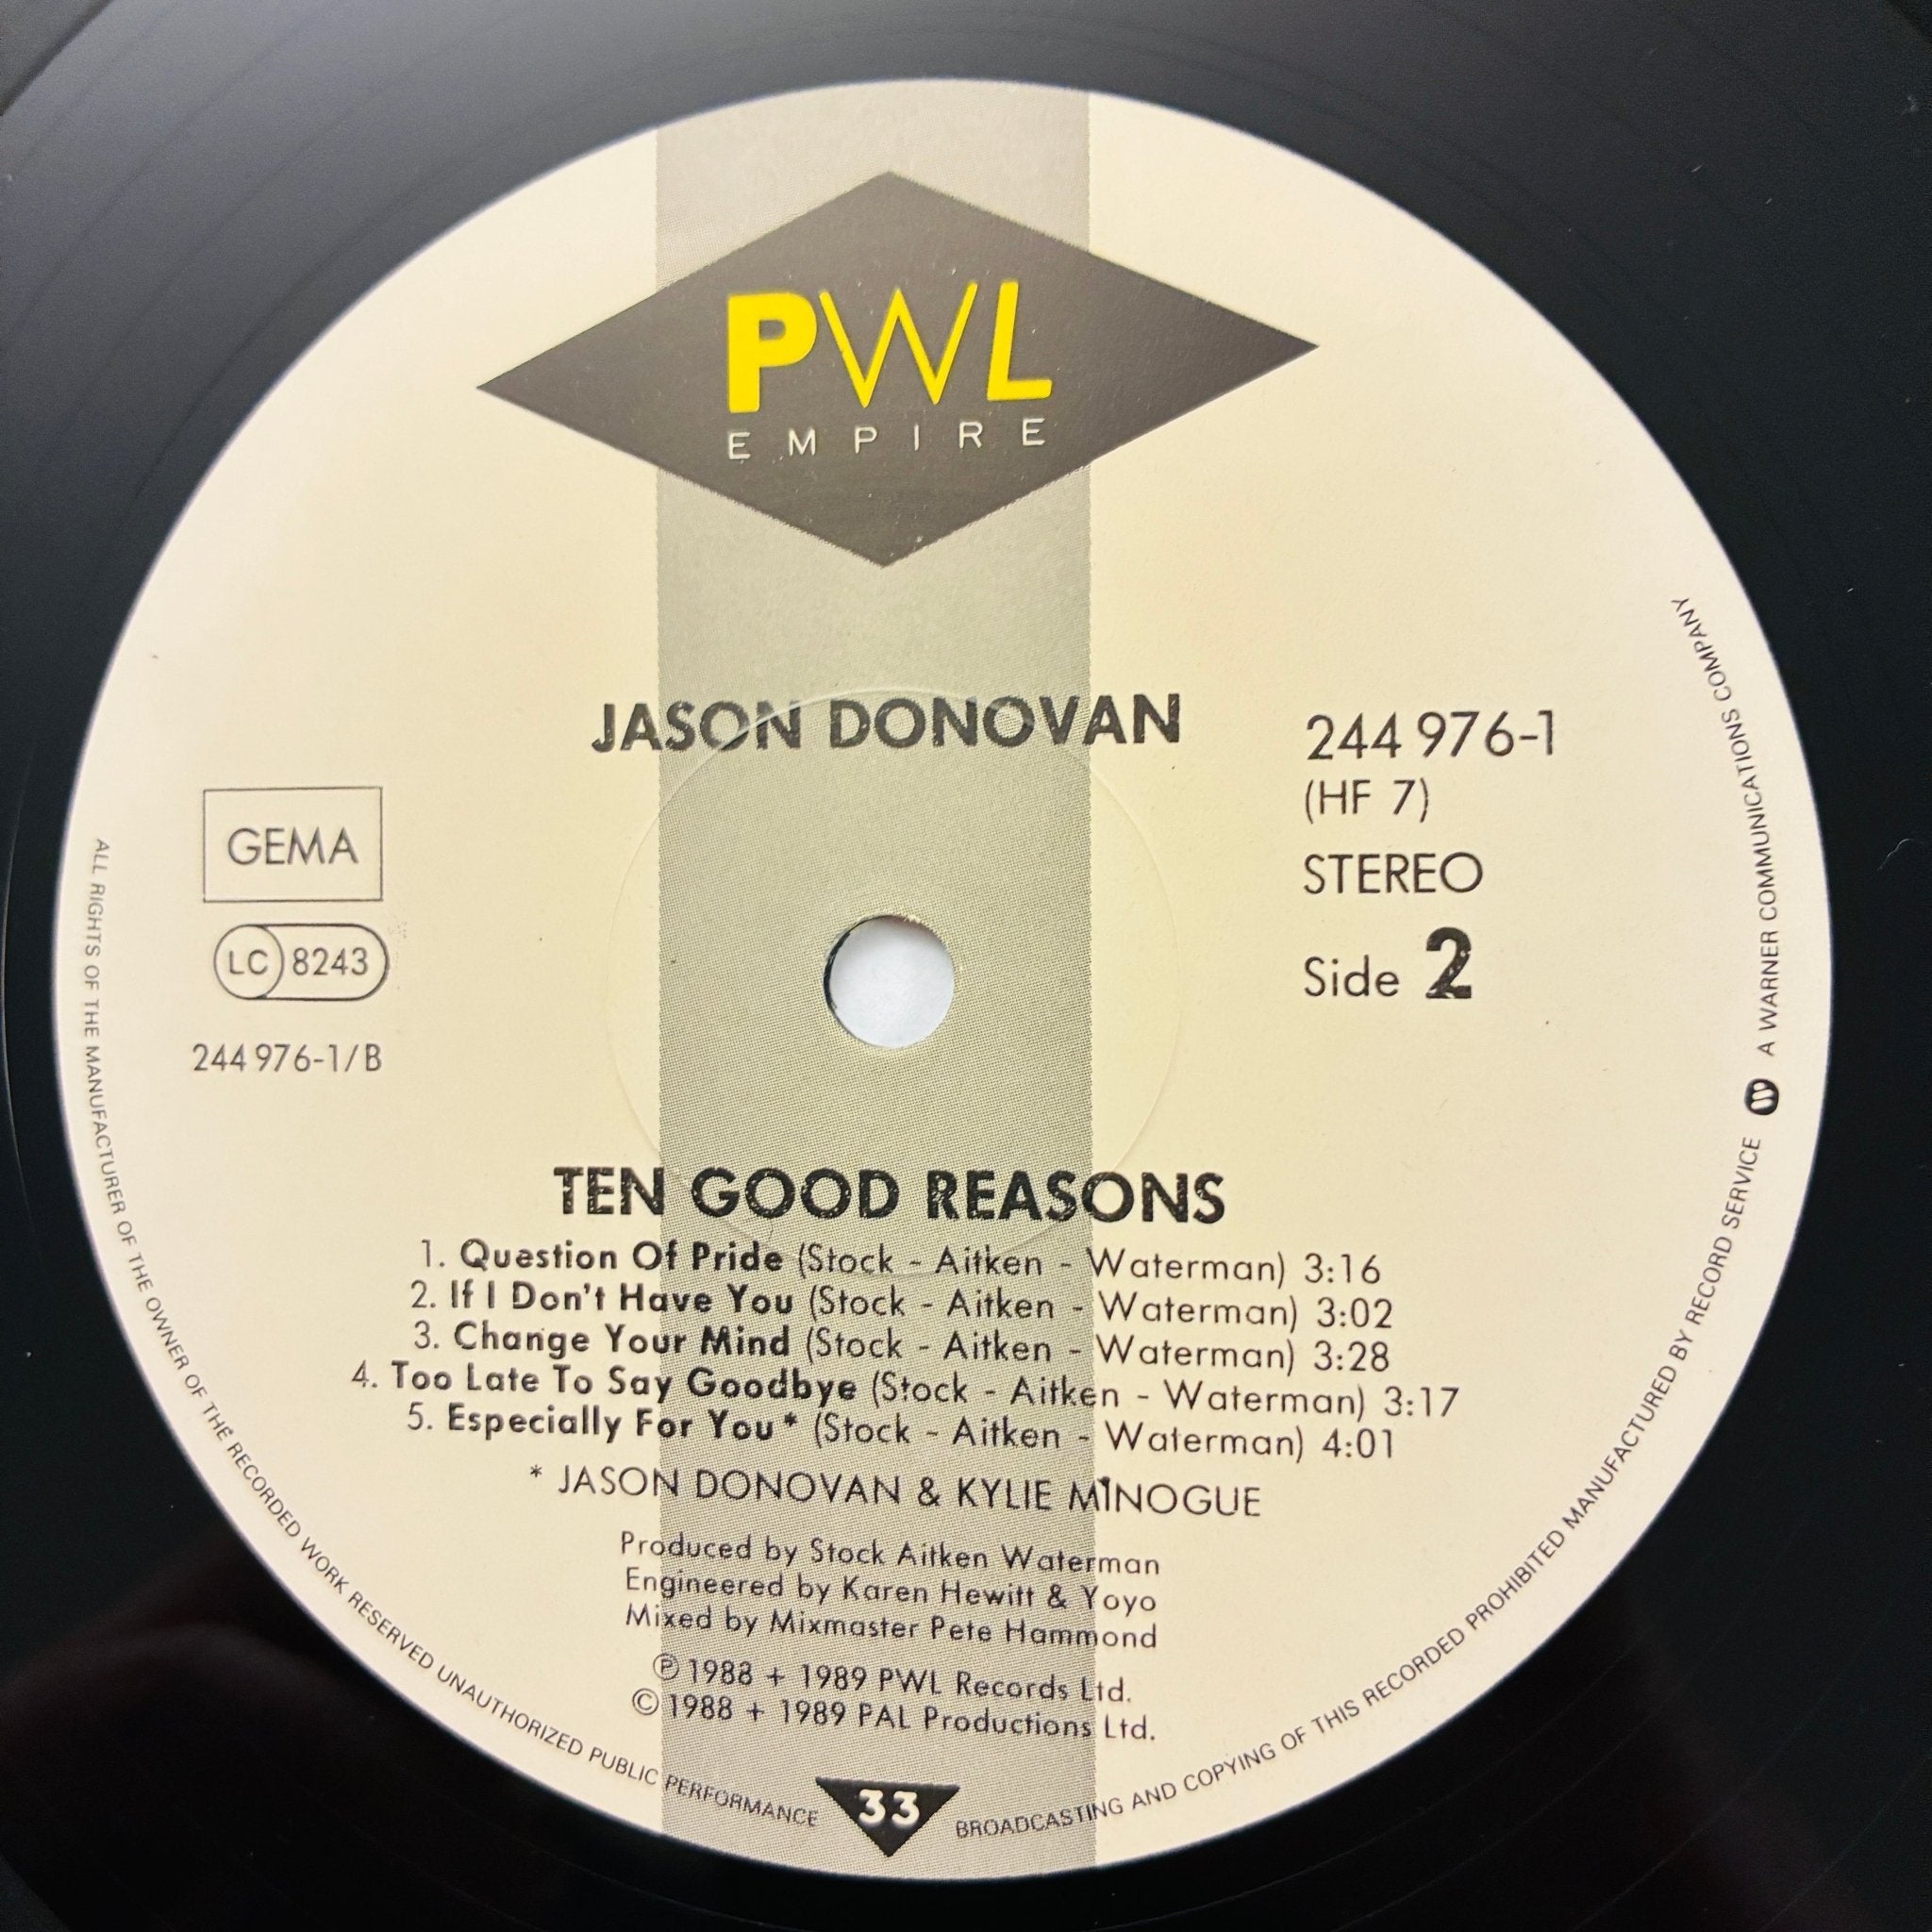 PWL
EMPIRE
JASON DONOVAN
244 976-1
(HF 7)
STEREO
Side 2
GEMA
LC 8243
244 976-1/B
TEN GOOD REASONS
1. Question Of Pride (Stock - Aitken - Waterman) 3:16
2. If I Don't Have You (Stock - Aitken - Waterman) 3:02
3. Change Your Mind (Stock - Aitken - Waterman) 3:28
4. Too Late To Say Goodbye (Stock - Aitken - Waterman) 3:17
5. Especially For You* (Stock - Aitken - Waterman) 4:01
* JASON DONOVAN & KYLIE MINOGUE
Produced by Stock Aitken Waterman
Engineered by Karen Hewitt & Yoyo
Mixed by Mixmaster Pete Hammond
℗ 1988 + 1989 PWL Records Ltd.
© 1988 + 1989 PAL Productions Ltd.
33
ALL RIGHTS OF THE MANUFACTURER OF THE OWNER OF THE RECORDED WORK RESERVED UNAUTHORIZED PUBLIC PERFORMANCE BROADCASTING AND COPYING OF THIS RECORDED PROHIBITED MANUFACTURED BY RECORD SERVICE A WARNER COMMUNICATIONS COMPANY